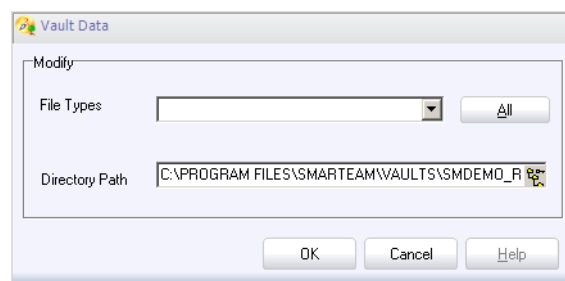 Vault Data
Modify
File Types
All
Directory Path
C:\PROGRAM FILES\SMARTEAM\VAULTS\SMDEMO_R
OK
Cancel
Help